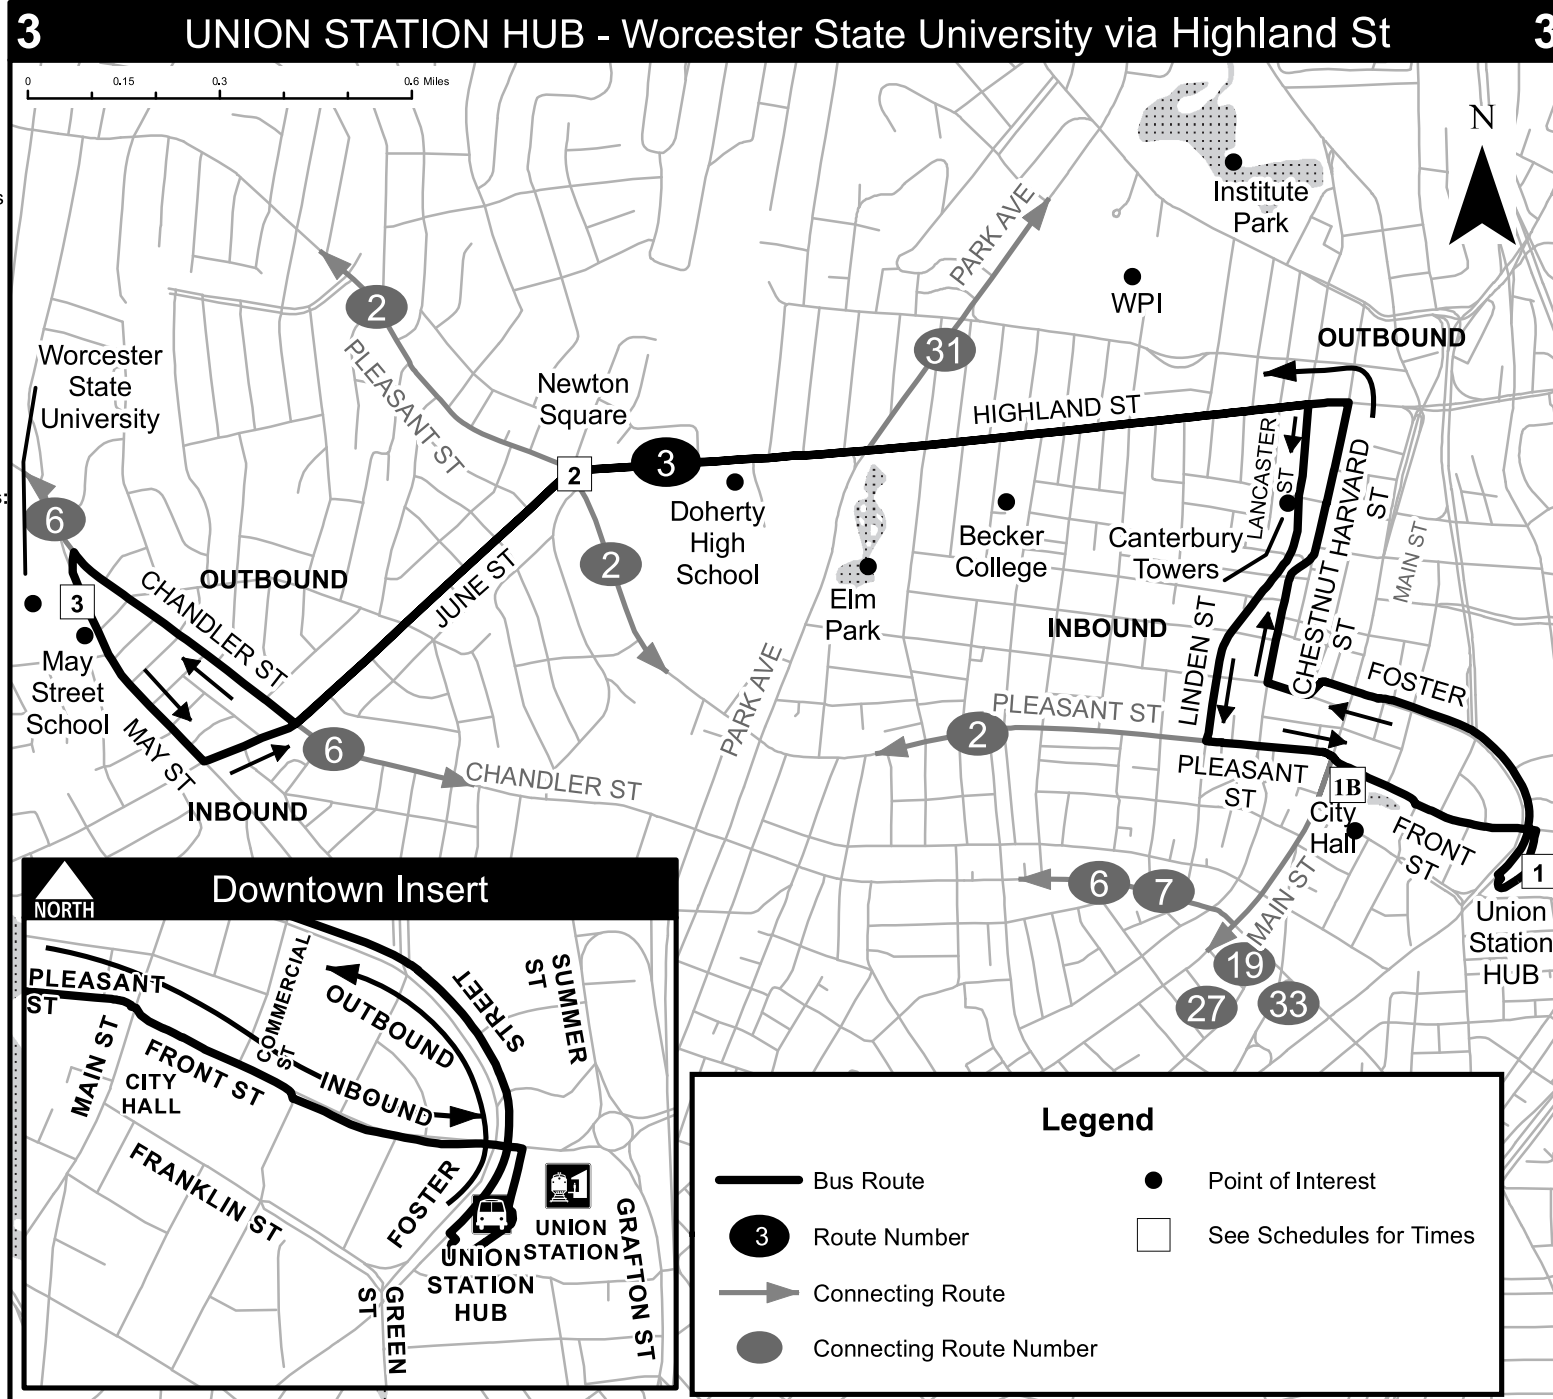 3 UNION STATION HUB - Worcester State University via Highland St 3
0 0.15 0.3 0.6 Miles
N
Institute
Park
PARK AVE
WPI
2
31
OUTBOUND
Worcester
State
University
PLEASANT ST
Newton
Square
HIGHLAND ST
3
2
LANCASTER
ST
HARVARD
ST
6
Doherty
High
School
Becker
College
Canterbury
Towers
MAIN ST
2
OUTBOUND
CHANDLER ST
JUNE ST
3
Elm
Park
INBOUND
LINDEN ST
CHESTNUT
ST
May
Street
School
FOSTER
MAY ST
PARK AVE
PLEASANT ST
2
6
CHANDLER ST
PLEASANT
ST
1B
City
Hall
FRONT
ST
INBOUND
1
Union
Station
HUB
6
7
MAIN ST
19
27
33
NORTH
Downtown Insert
PLEASANT
ST
COMMERCIAL
ST
OUTBOUND
STREET
SUMMER
ST
MAIN ST
CITY
HALL
FRONT ST
INBOUND
FRANKLIN ST
FOSTER
UNION
STATION
UNION
STATION
HUB
GRAFTON ST
GREEN
ST
Legend
Bus Route
Point of Interest
3
Route Number
See Schedules for Times
Connecting Route
Connecting Route Number